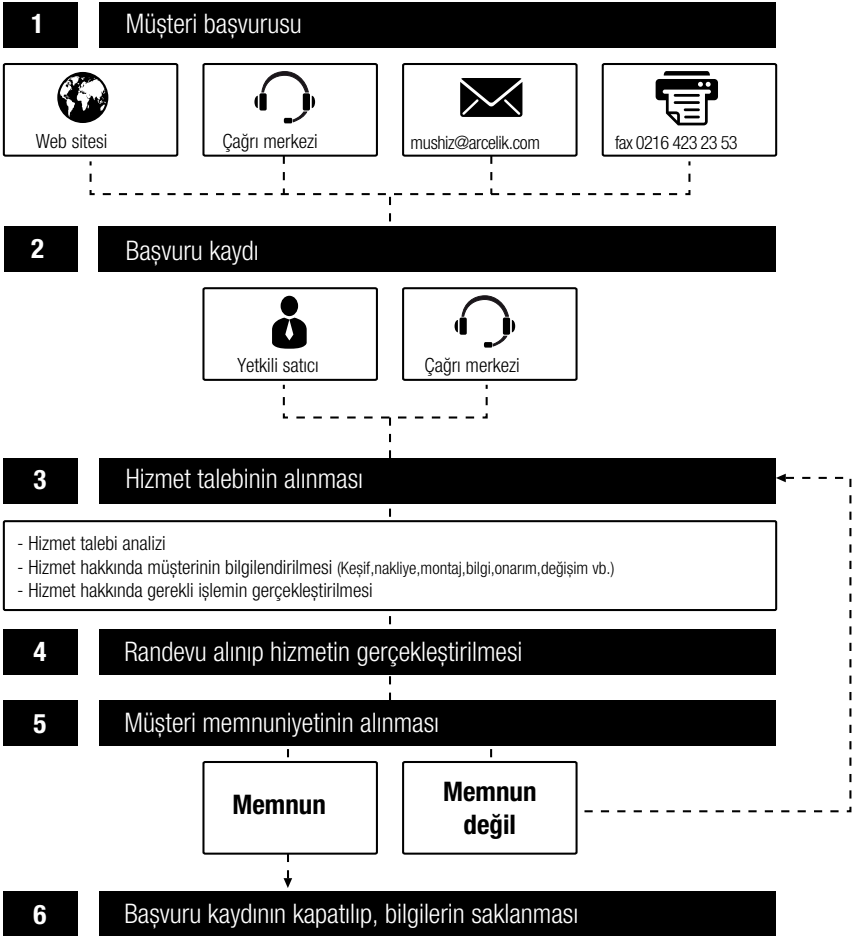 1 Müşteri başvurusu
Web sitesi
Çağrı merkezi
mushiz@arcelik.com
fax 0216 423 23 53
2 Başvuru kaydı
Yetkili satıcı
Çağrı merkezi
3 Hizmet talebinin alınması
- Hizmet talebi analizi
- Hizmet hakkında müşterinin bilgilendirilmesi (Keşif,nakliye,montaj,bilgi,onarım,değişim vb.)
- Hizmet hakkında gerekli işlemin gerçekleştirilmesi
4 Randevu alınıp hizmetin gerçekleştirilmesi
5 Müşteri memnuniyetinin alınması
Memnun
Memnun
değil
6 Başvuru kaydının kapatılıp, bilgilerin saklanması